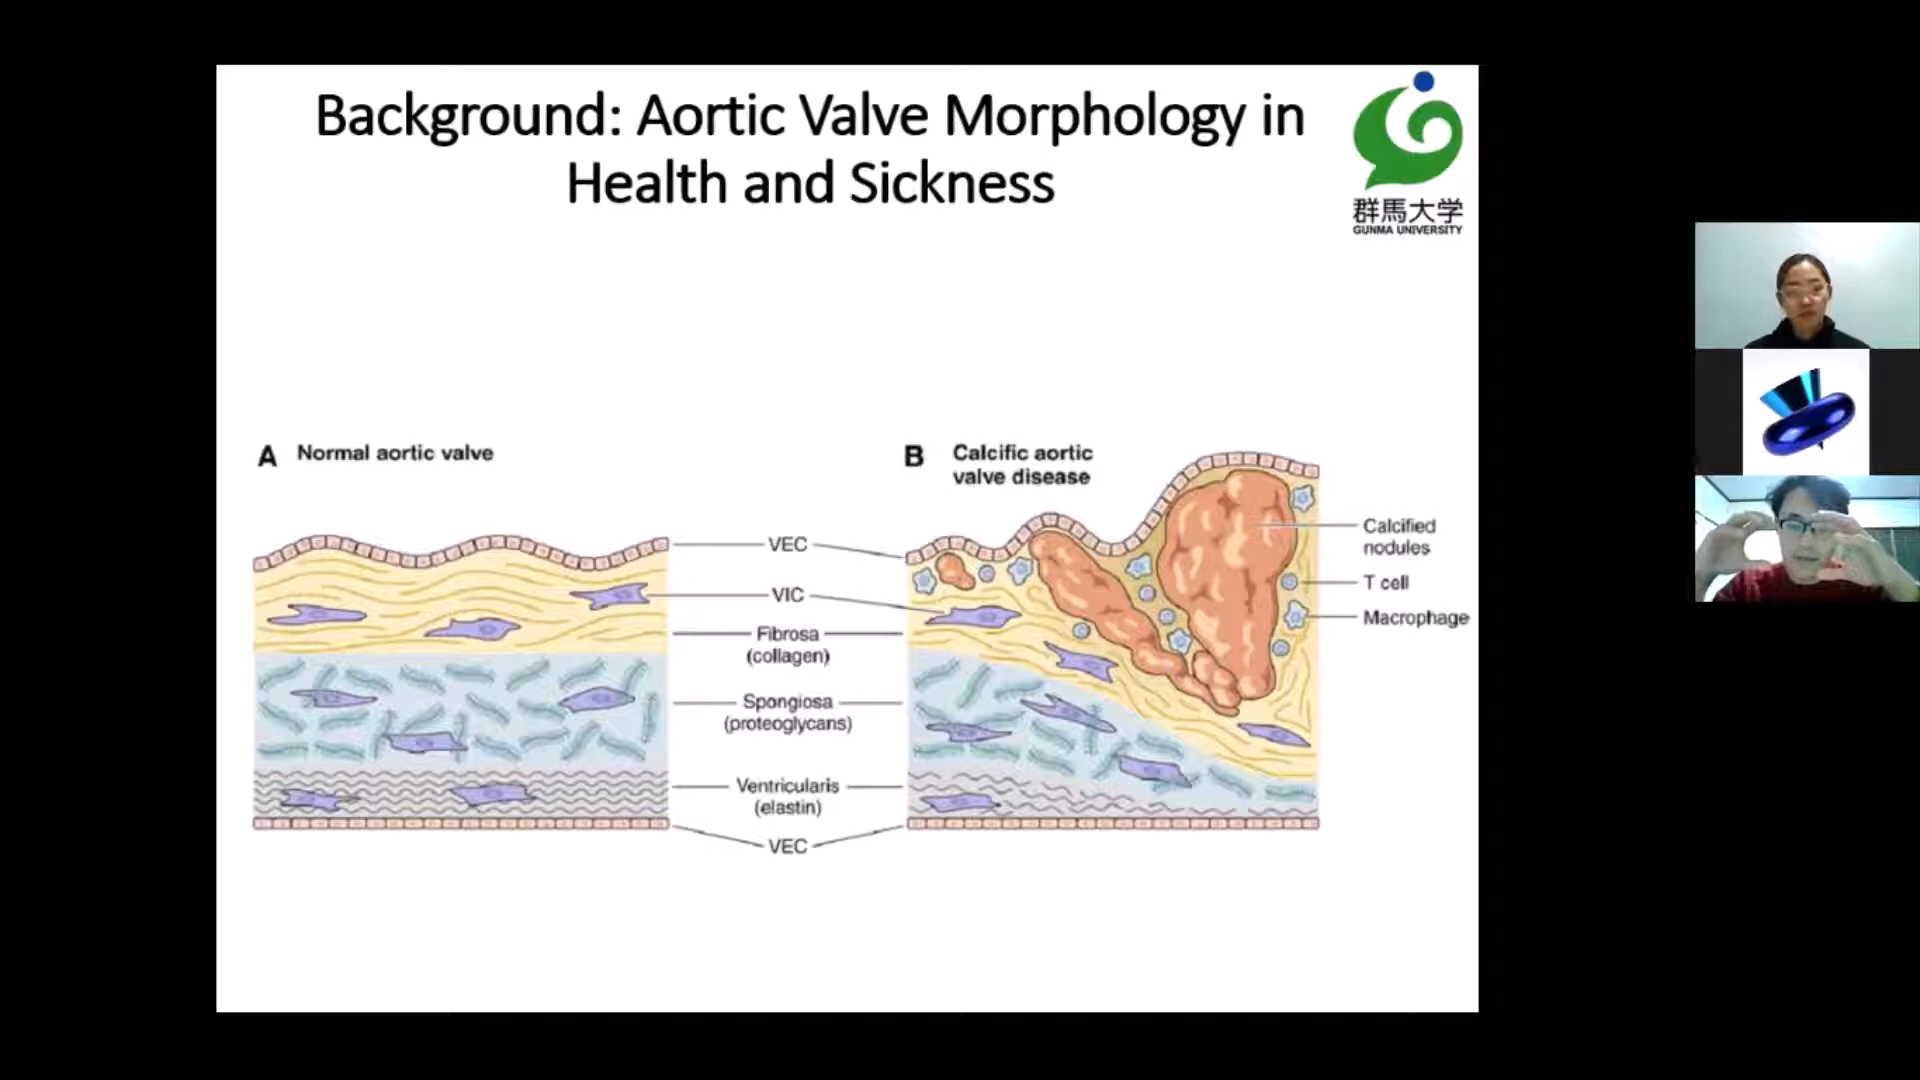 Background: Aortic Valve Morphology in
Health and Sickness
群馬大学
GUNMA UNIVERSITY
A Normal aortic valve
B Calcific aortic
valve disease
VEC
VIC
Fibrosa
(collagen)
Spongiosa
(proteoglycans)
Ventricularis
(elastin)
VEC
Calcified
nodules
T cell
Macrophage